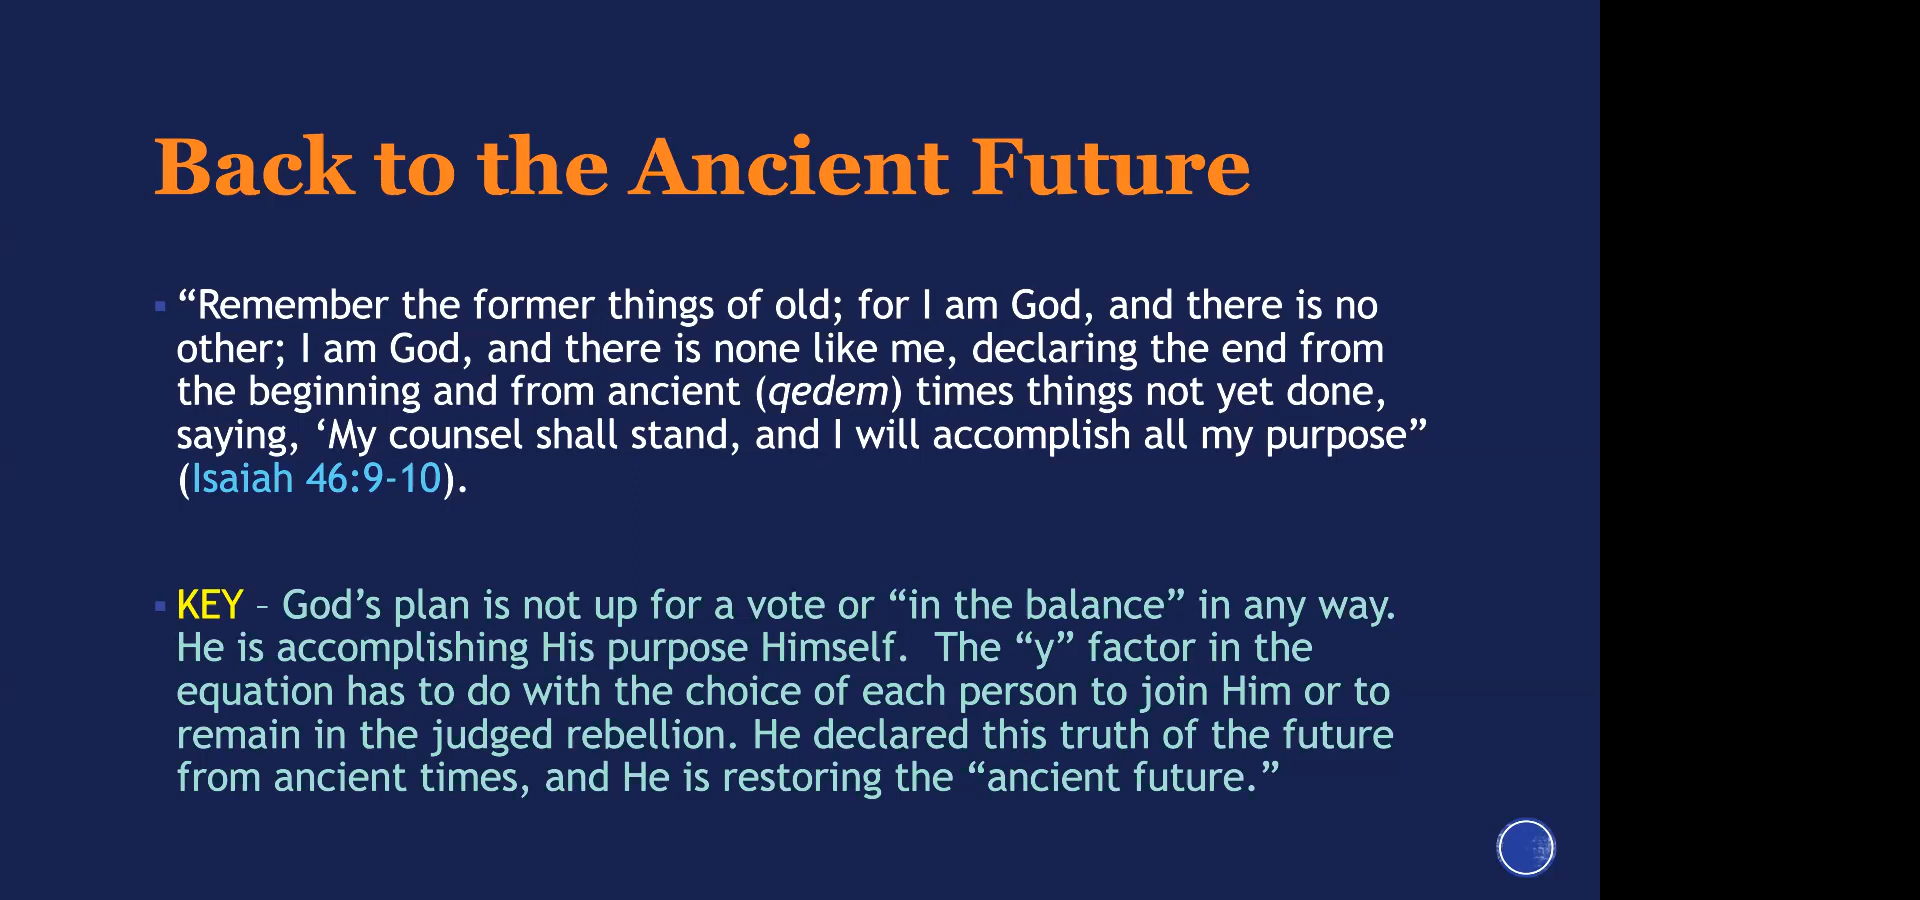 Back to the Ancient Future
“Remember the former things of old; for I am God, and there is no
other; I am God, and there is none like me, declaring the end from
the beginning and from ancient (qedem) times things not yet done,
saying, ‘My counsel shall stand, and I will accomplish all my purpose”
(Isaiah 46:9-10).
KEY – God’s plan is not up for a vote or “in the balance” in any way.
He is accomplishing His purpose Himself.  The “y” factor in the
equation has to do with the choice of each person to join Him or to
remain in the judged rebellion. He declared this truth of the future
from ancient times, and He is restoring the “ancient future.”